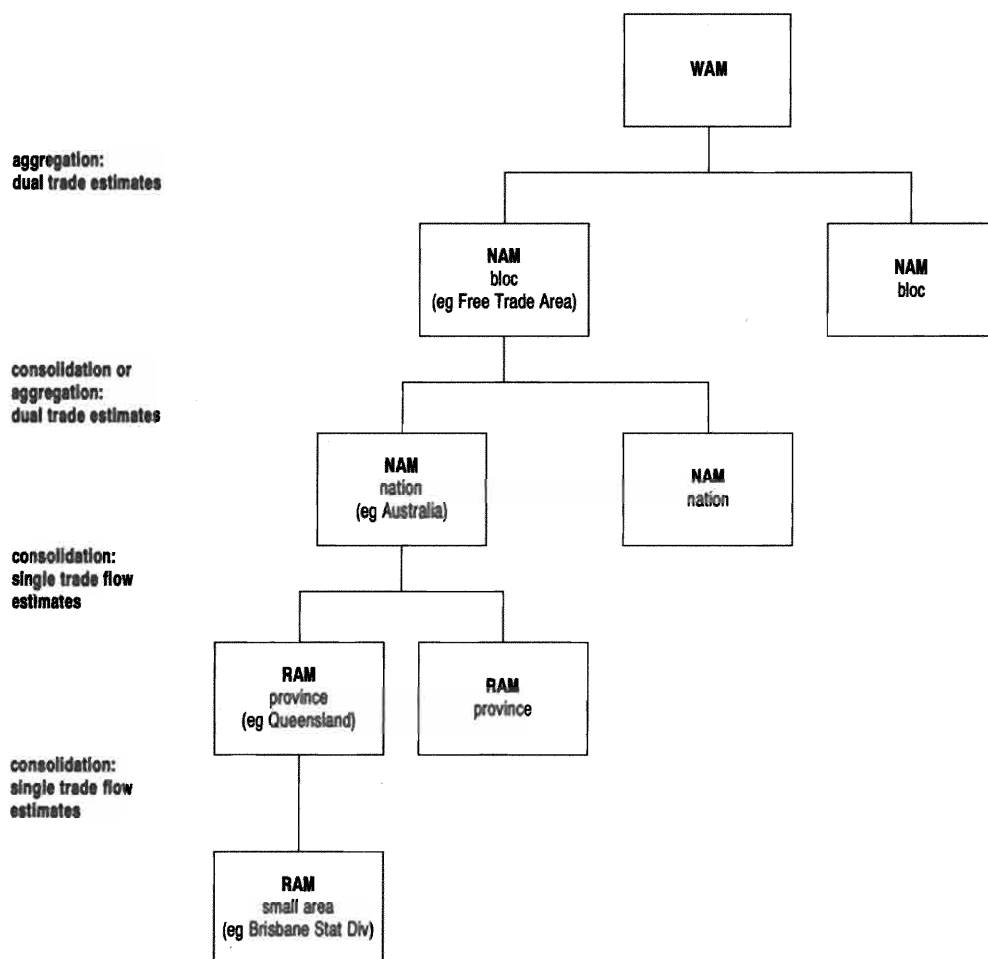 WAM
aggregation:
dual trade estimates
NAM
bloc
(eg Free Trade Area)
NAM
bloc
consolidation or
aggregation:
dual trade estimates
NAM
nation
(eg Australia)
NAM
nation
consolidation:
single trade flow
estimates
RAM
province
(eg Queensland)
RAM
province
consolidation:
single trade flow
estimates
RAM
small area
(eg Brisbane Stat Div)